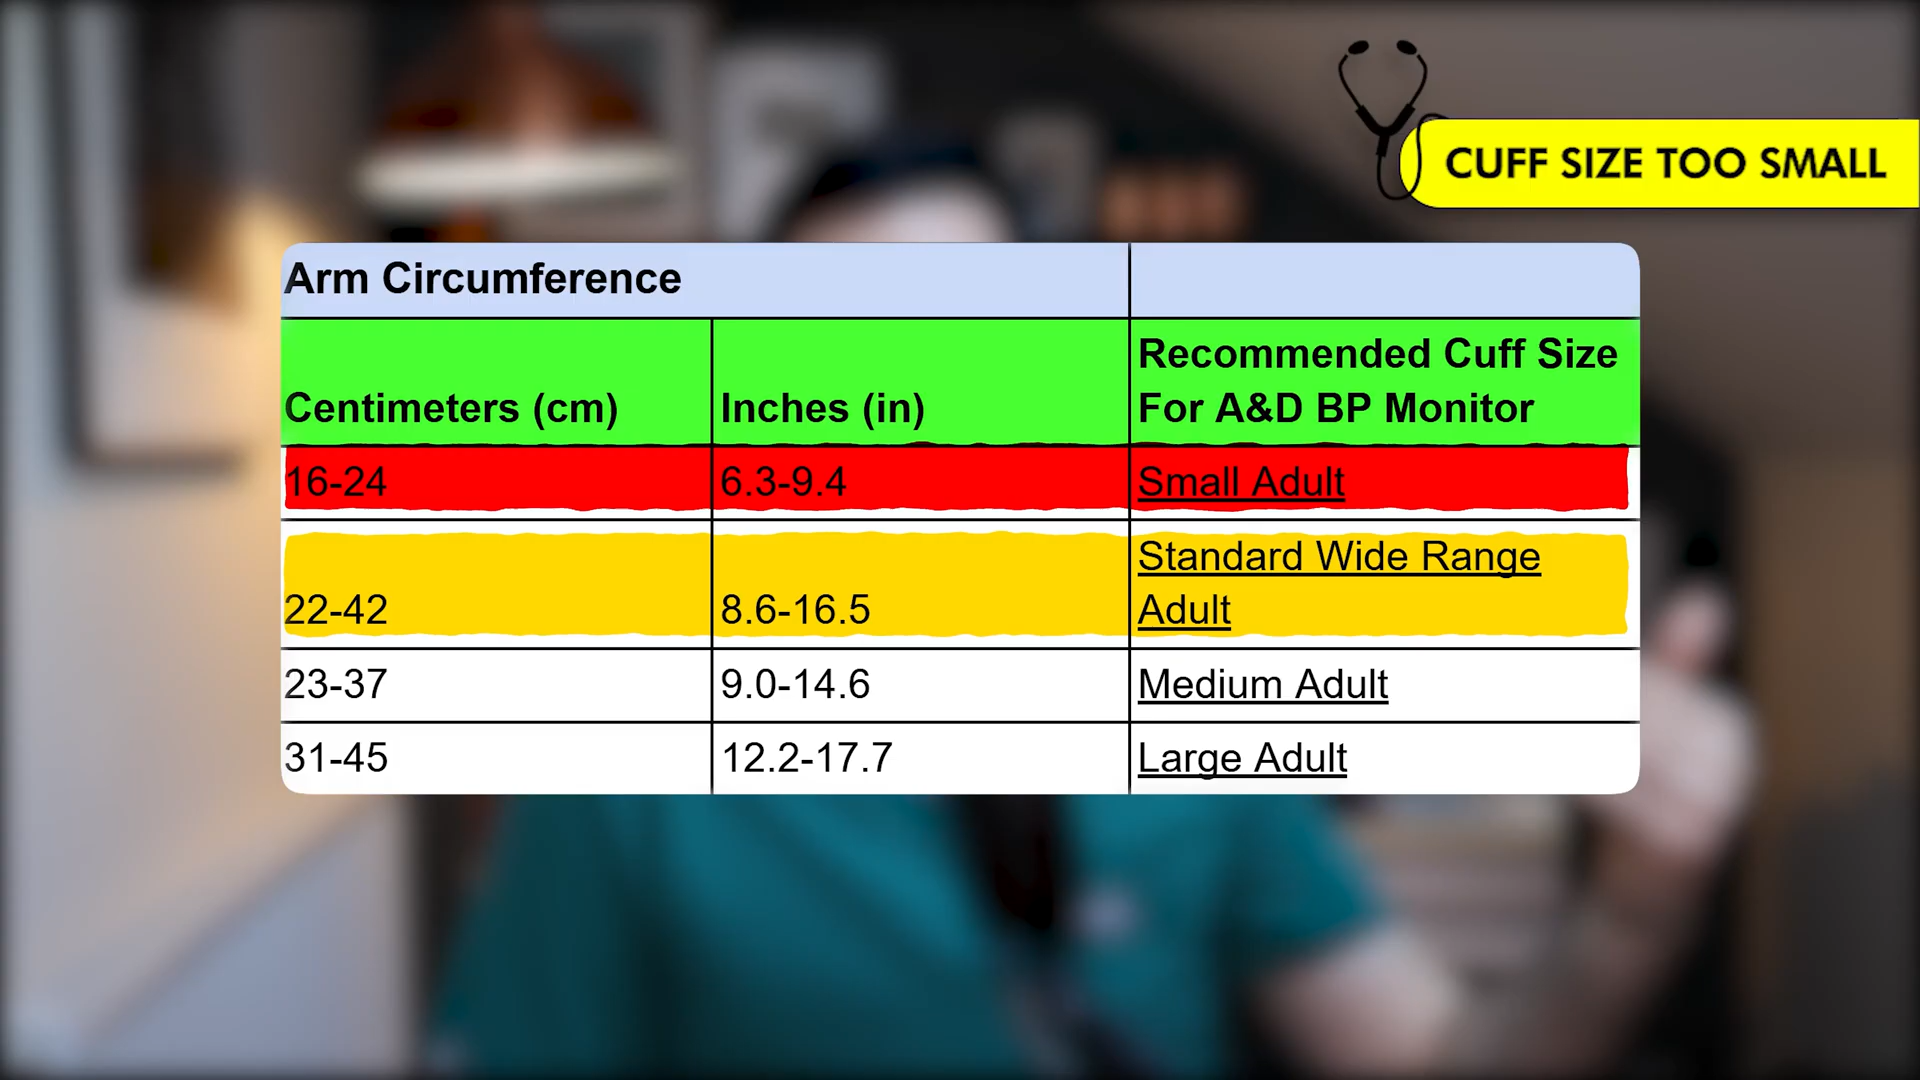 CUFF SIZE TOO SMALL
Arm Circumference
Centimeters (cm) Inches (in) Recommended Cuff Size
For A&D BP Monitor
16-24 6.3-9.4 Small Adult
22-42 8.6-16.5 Standard Wide Range
Adult
23-37 9.0-14.6 Medium Adult
31-45 12.2-17.7 Large Adult